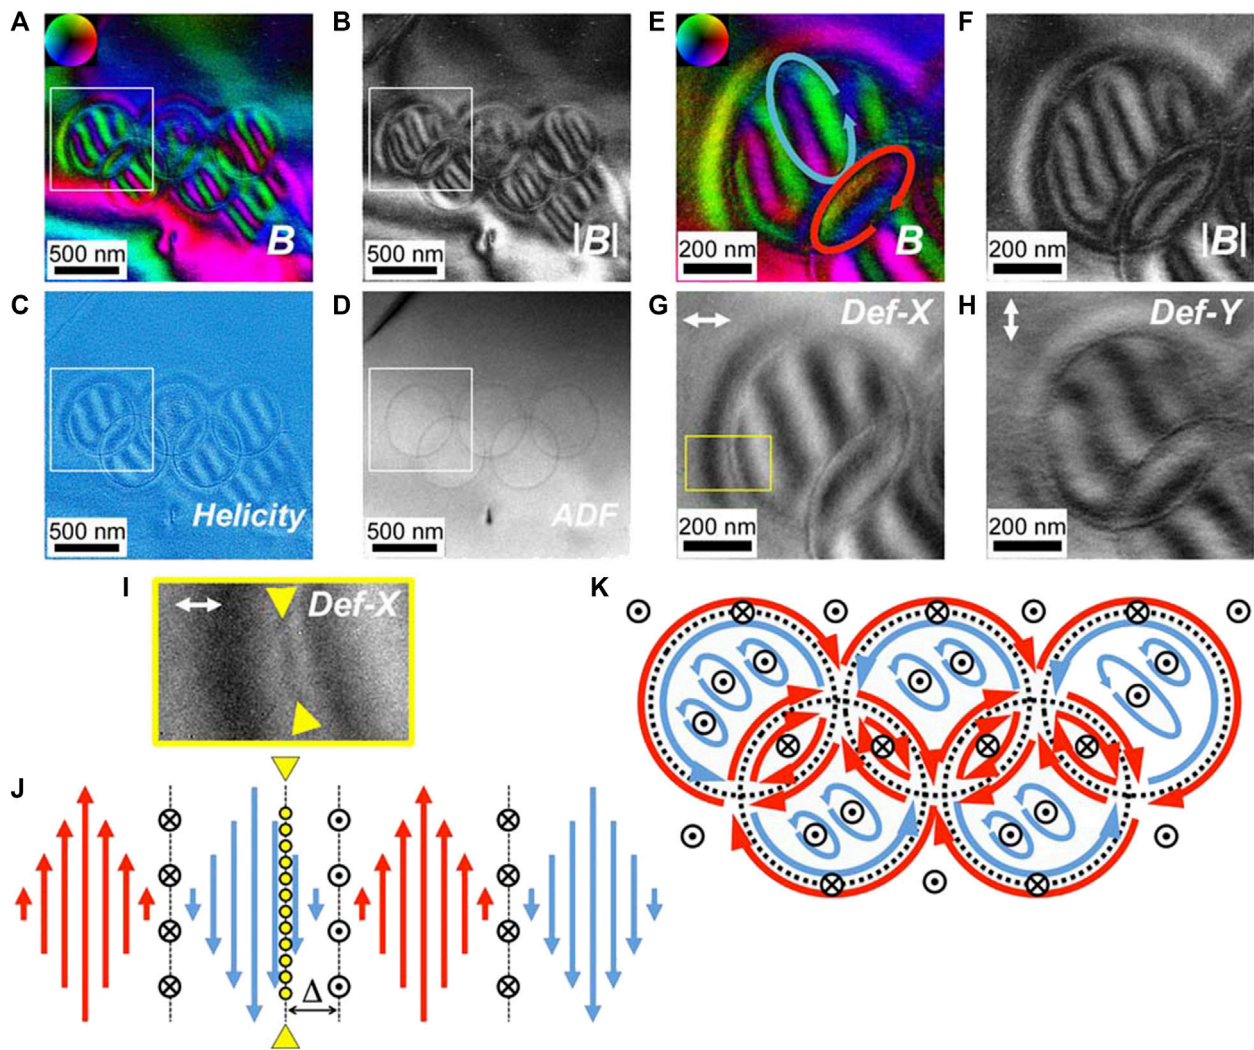 A
B
500 nm
B
|B|
500 nm
C
Helicity
500 nm
D
ADF
500 nm
E
B
200 nm
F
|B|
200 nm
G
Def-X
200 nm
H
Def-Y
200 nm
I
Def-X
J
Δ
K